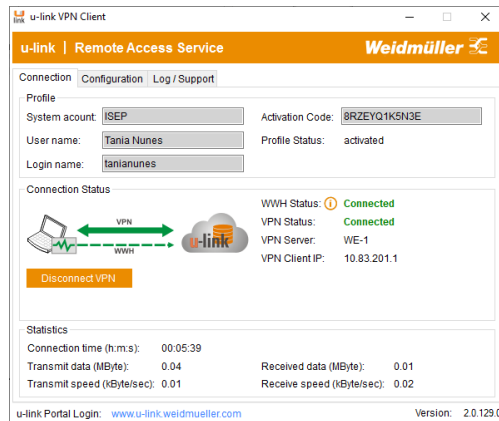 u-link VPN Client
u-link | Remote Access Service Weidmüller
Connection Configuration Log / Support
Profile
System acount: ISEP Activation Code: 8RZEYQ1K5N3E
User name: Tania Nunes Profile Status: activated
Login name: tanianunes
Connection Status
WWH Status: Connected
VPN VPN Status: Connected
u-link VPN Server: WE-1
WWH VPN Client IP: 10.83.201.1
Disconnect VPN
Statistics
Connection time (h:m:s): 00:05:39
Transmit data (MByte): 0.04 Received data (MByte): 0.01
Transmit speed (kByte/sec): 0.01 Receive speed (kByte/sec): 0.02
u-link Portal Login: www.u-link.weidmueller.com Version: 2.0.129.0